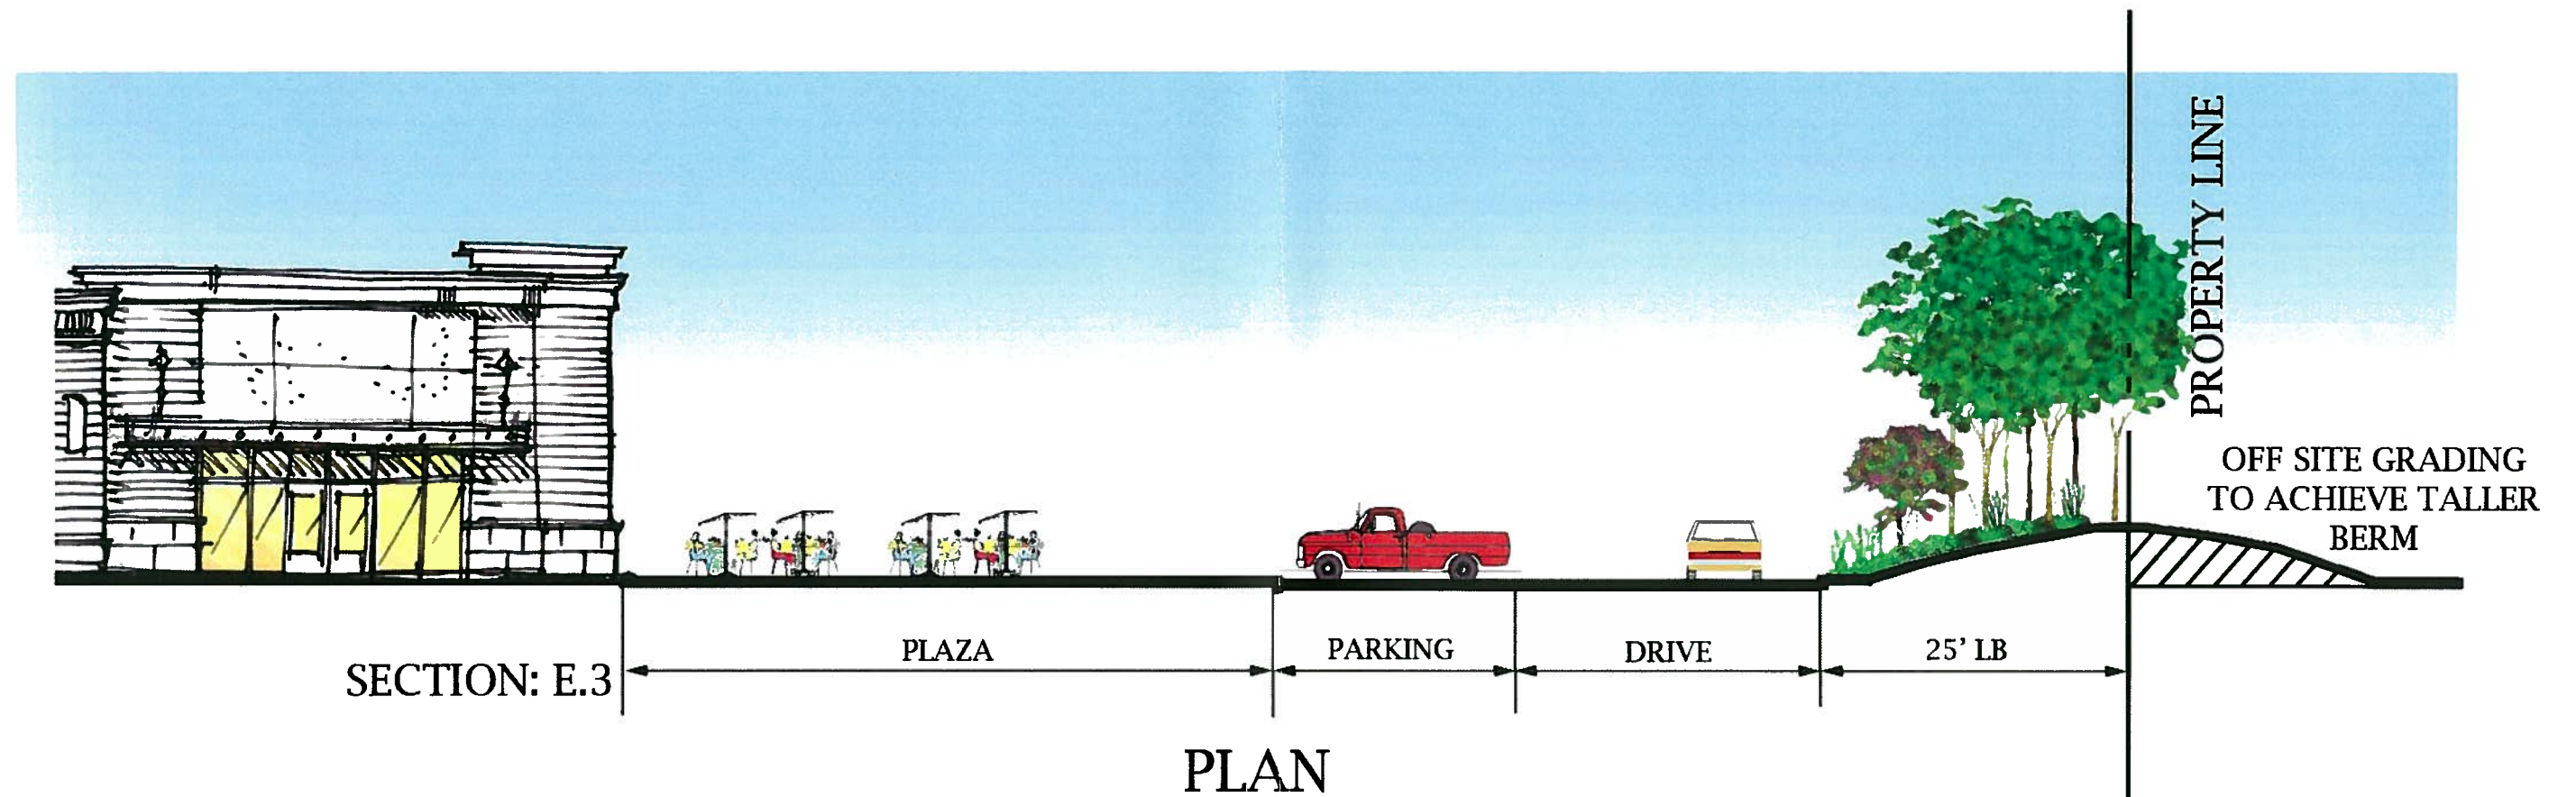 PROPERTY LINE
OFF SITE GRADING
TO ACHIEVE TALLER
BERM
PLAZA
PARKING
DRIVE
25' LB
SECTION: E.3
PLAN